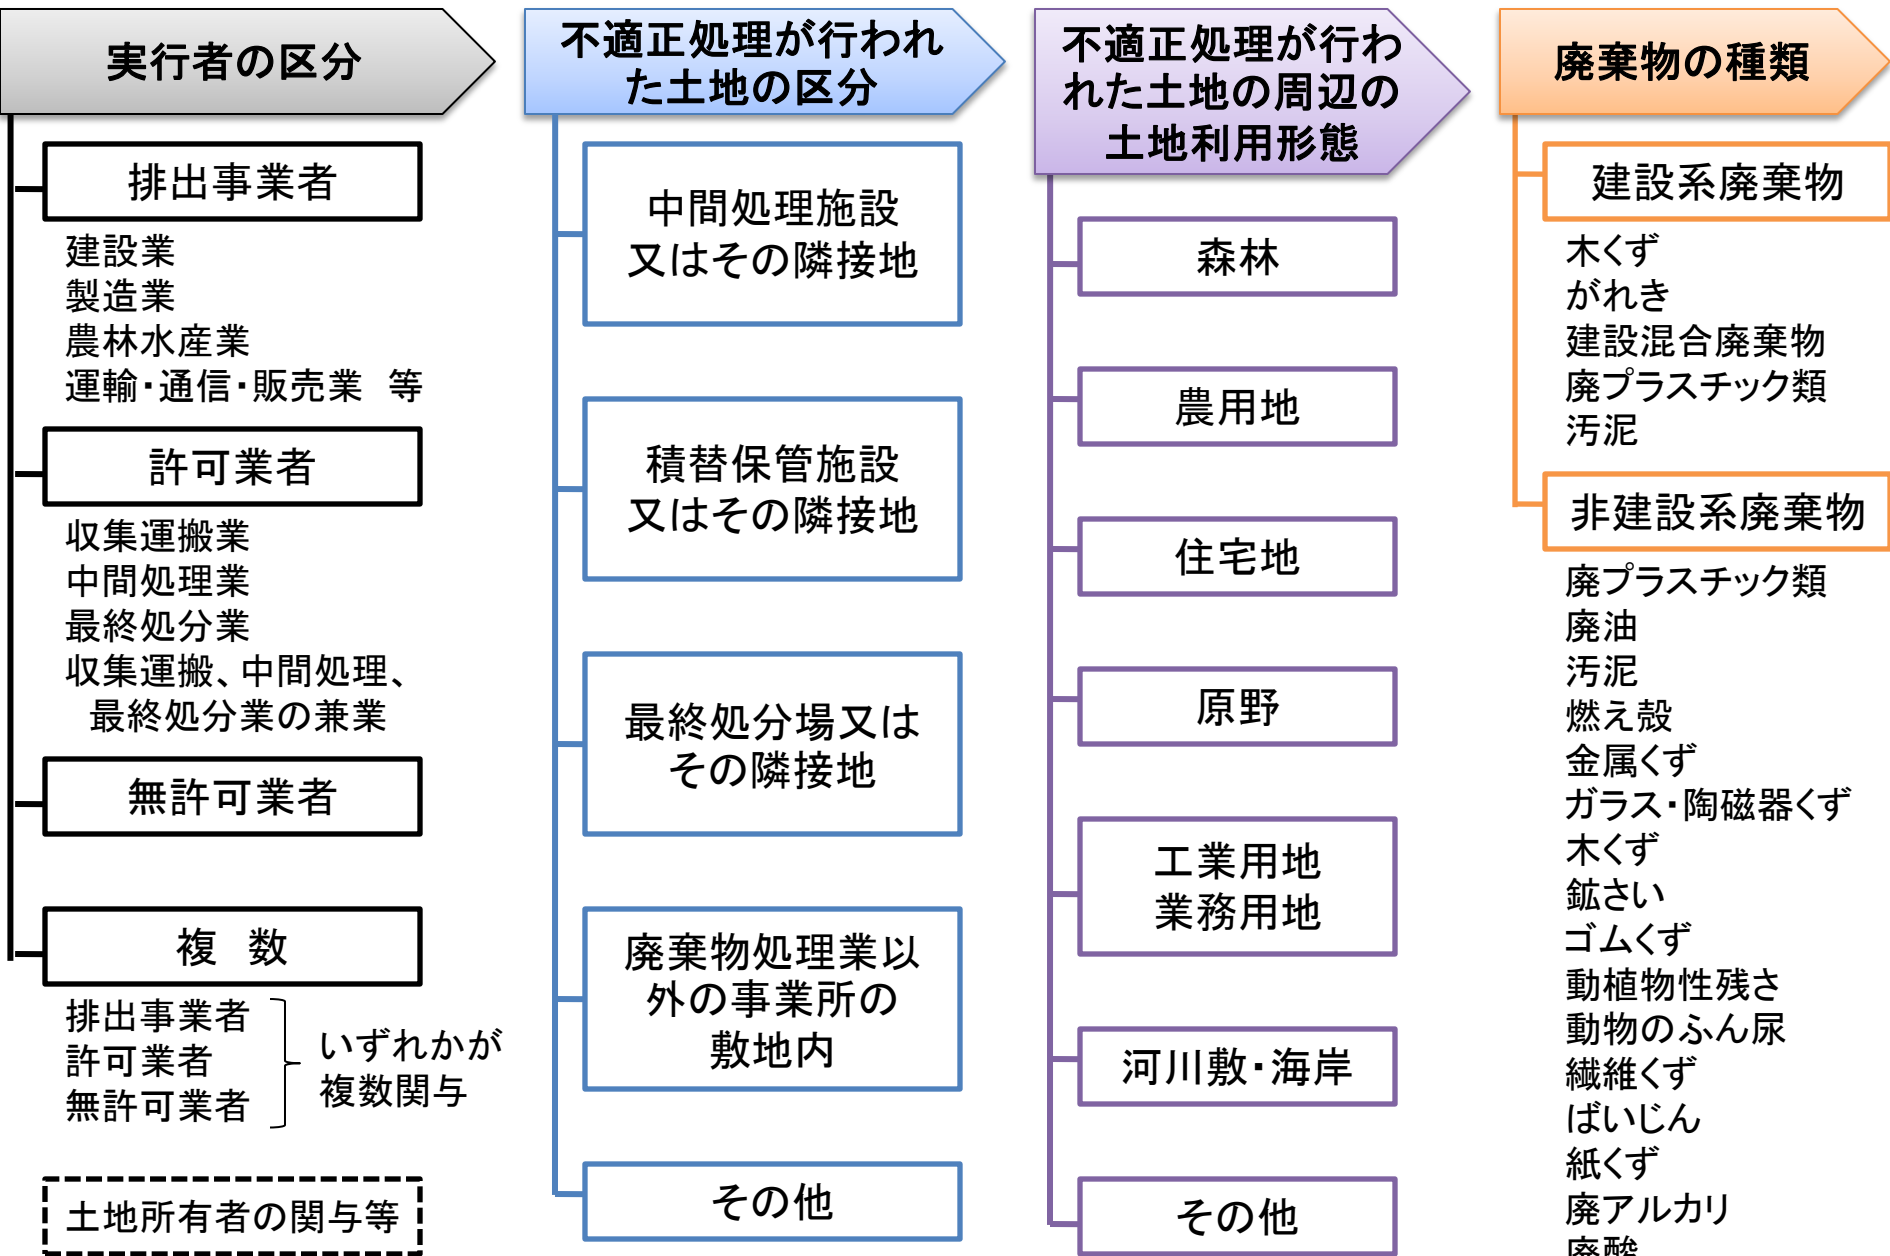 実行者の区分
排出事業者
建設業
製造業
農林水産業
運輸・通信・販売業　等
許可業者
収集運搬業
中間処理業
最終処分業
収集運搬、中間処理、
最終処分業の兼業
無許可業者
複　数
排出事業者
許可業者
無許可業者
いずれかが
複数関与
土地所有者の関与等
不適正処理が行われ
た土地の区分
中間処理施設
又はその隣接地
積替保管施設
又はその隣接地
最終処分場又は
その隣接地
廃棄物処理業以
外の事業所の
敷地内
その他
不適正処理が行わ
れた土地の周辺の
土地利用形態
森林
農用地
住宅地
原野
工業用地
業務用地
河川敷・海岸
その他
廃棄物の種類
建設系廃棄物
木くず
がれき
建設混合廃棄物
廃プラスチック類
汚泥
非建設系廃棄物
廃プラスチック類
廃油
汚泥
燃え殻
金属くず
ガラス・陶磁器くず
木くず
鉱さい
ゴムくず
動植物性残さ
動物のふん尿
繊維くず
ばいじん
紙くず
廃アルカリ
廃酸